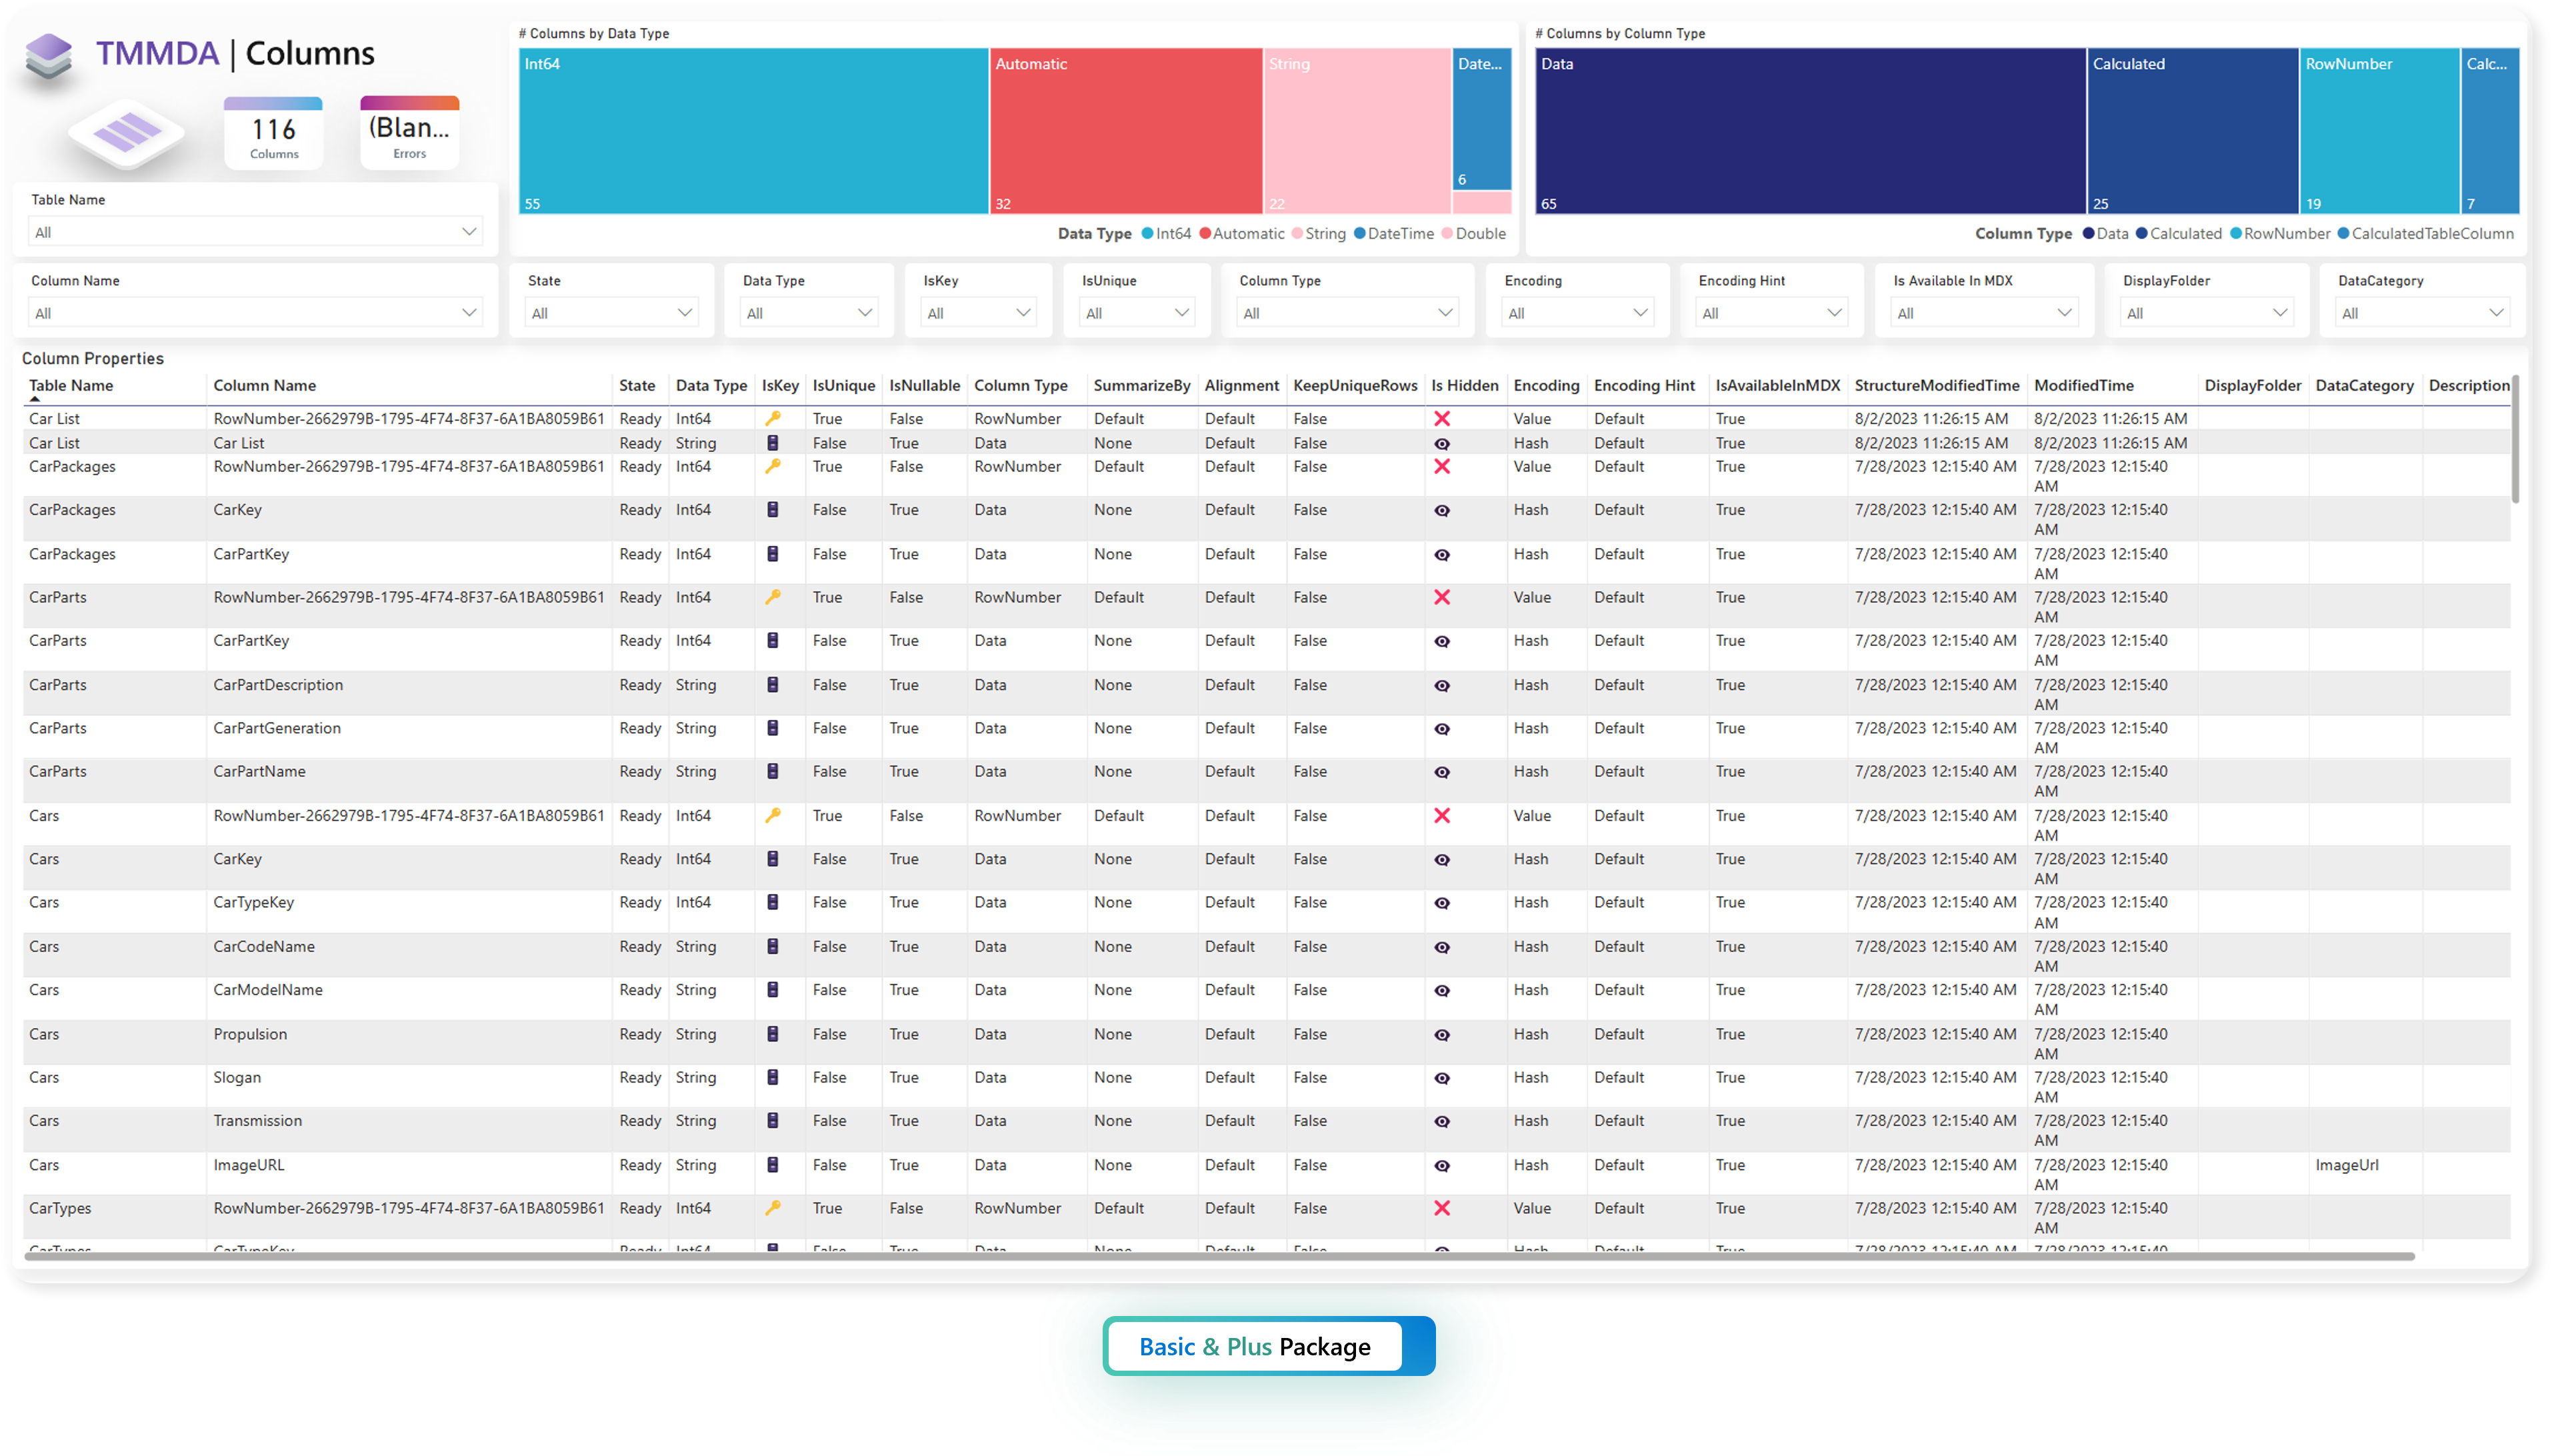 TMMDA | Columns
116
Columns
(Blan...
Errors
# Columns by Data Type
Int64
55
Automatic
32
String
22
Date...
6
Data Type Int64 Automatic String DateTime Double
# Columns by Column Type
Data
65
Calculated
25
RowNumber
19
Calc...
7
Column Type Data Calculated RowNumber CalculatedTableColumn
Table Name
All
Column Name
All
State
All
Data Type
All
IsKey
All
IsUnique
All
Column Type
All
Encoding
All
Encoding Hint
All
Is Available In MDX
All
DisplayFolder
All
DataCategory
All
Column Properties
Table Name Column Name State Data Type IsKey IsUnique IsNullable Column Type SummarizeBy Alignment KeepUniqueRows Is Hidden Encoding Encoding Hint IsAvailableInMDX StructureModifiedTime ModifiedTime DisplayFolder DataCategory Description
Car List RowNumber-2662979B-1795-4F74-8F37-6A1BA8059B61 Ready Int64 True False RowNumber Default Default False Value Default True 8/2/2023 11:26:15 AM 8/2/2023 11:26:15 AM
Car List Car List Ready String False True Data None Default False Hash Default True 8/2/2023 11:26:15 AM 8/2/2023 11:26:15 AM
CarPackages RowNumber-2662979B-1795-4F74-8F37-6A1BA8059B61 Ready Int64 True False RowNumber Default Default False Value Default True 7/28/2023 12:15:40 AM 7/28/2023 12:15:40
AM
CarPackages CarKey Ready Int64 False True Data None Default False Hash Default True 7/28/2023 12:15:40 AM 7/28/2023 12:15:40
AM
CarPackages CarPartKey Ready Int64 False True Data None Default False Hash Default True 7/28/2023 12:15:40 AM 7/28/2023 12:15:40
AM
CarParts RowNumber-2662979B-1795-4F74-8F37-6A1BA8059B61 Ready Int64 True False RowNumber Default Default False Value Default True 7/28/2023 12:15:40 AM 7/28/2023 12:15:40
AM
CarParts CarPartKey Ready Int64 False True Data None Default False Hash Default True 7/28/2023 12:15:40 AM 7/28/2023 12:15:40
AM
CarParts CarPartDescription Ready String False True Data None Default False Hash Default True 7/28/2023 12:15:40 AM 7/28/2023 12:15:40
AM
CarParts CarPartGeneration Ready String False True Data None Default False Hash Default True 7/28/2023 12:15:40 AM 7/28/2023 12:15:40
AM
CarParts CarPartName Ready String False True Data None Default False Hash Default True 7/28/2023 12:15:40 AM 7/28/2023 12:15:40
AM
Cars RowNumber-2662979B-1795-4F74-8F37-6A1BA8059B61 Ready Int64 True False RowNumber Default Default False Value Default True 7/28/2023 12:15:40 AM 7/28/2023 12:15:40
AM
Cars CarKey Ready Int64 False True Data None Default False Hash Default True 7/28/2023 12:15:40 AM 7/28/2023 12:15:40
AM
Cars CarTypeKey Ready Int64 False True Data None Default False Hash Default True 7/28/2023 12:15:40 AM 7/28/2023 12:15:40
AM
Cars CarCodeName Ready String False True Data None Default False Hash Default True 7/28/2023 12:15:40 AM 7/28/2023 12:15:40
AM
Cars CarModelName Ready String False True Data None Default False Hash Default True 7/28/2023 12:15:40 AM 7/28/2023 12:15:40
AM
Cars Propulsion Ready String False True Data None Default False Hash Default True 7/28/2023 12:15:40 AM 7/28/2023 12:15:40
AM
Cars Slogan Ready String False True Data None Default False Hash Default True 7/28/2023 12:15:40 AM 7/28/2023 12:15:40
AM
Cars Transmission Ready String False True Data None Default False Hash Default True 7/28/2023 12:15:40 AM 7/28/2023 12:15:40
AM
Cars ImageURL Ready String False True Data None Default False Hash Default True 7/28/2023 12:15:40 AM 7/28/2023 12:15:40 ImageUrl
AM
CarTypes RowNumber-2662979B-1795-4F74-8F37-6A1BA8059B61 Ready Int64 True False RowNumber Default Default False Value Default True 7/28/2023 12:15:40 AM 7/28/2023 12:15:40
AM
CarTypes CarTypeKey Ready Int64 False True Data None Default False Hash Default True 7/28/2023 12:15:40 AM 7/28/2023 12:15:40
Basic & Plus Package